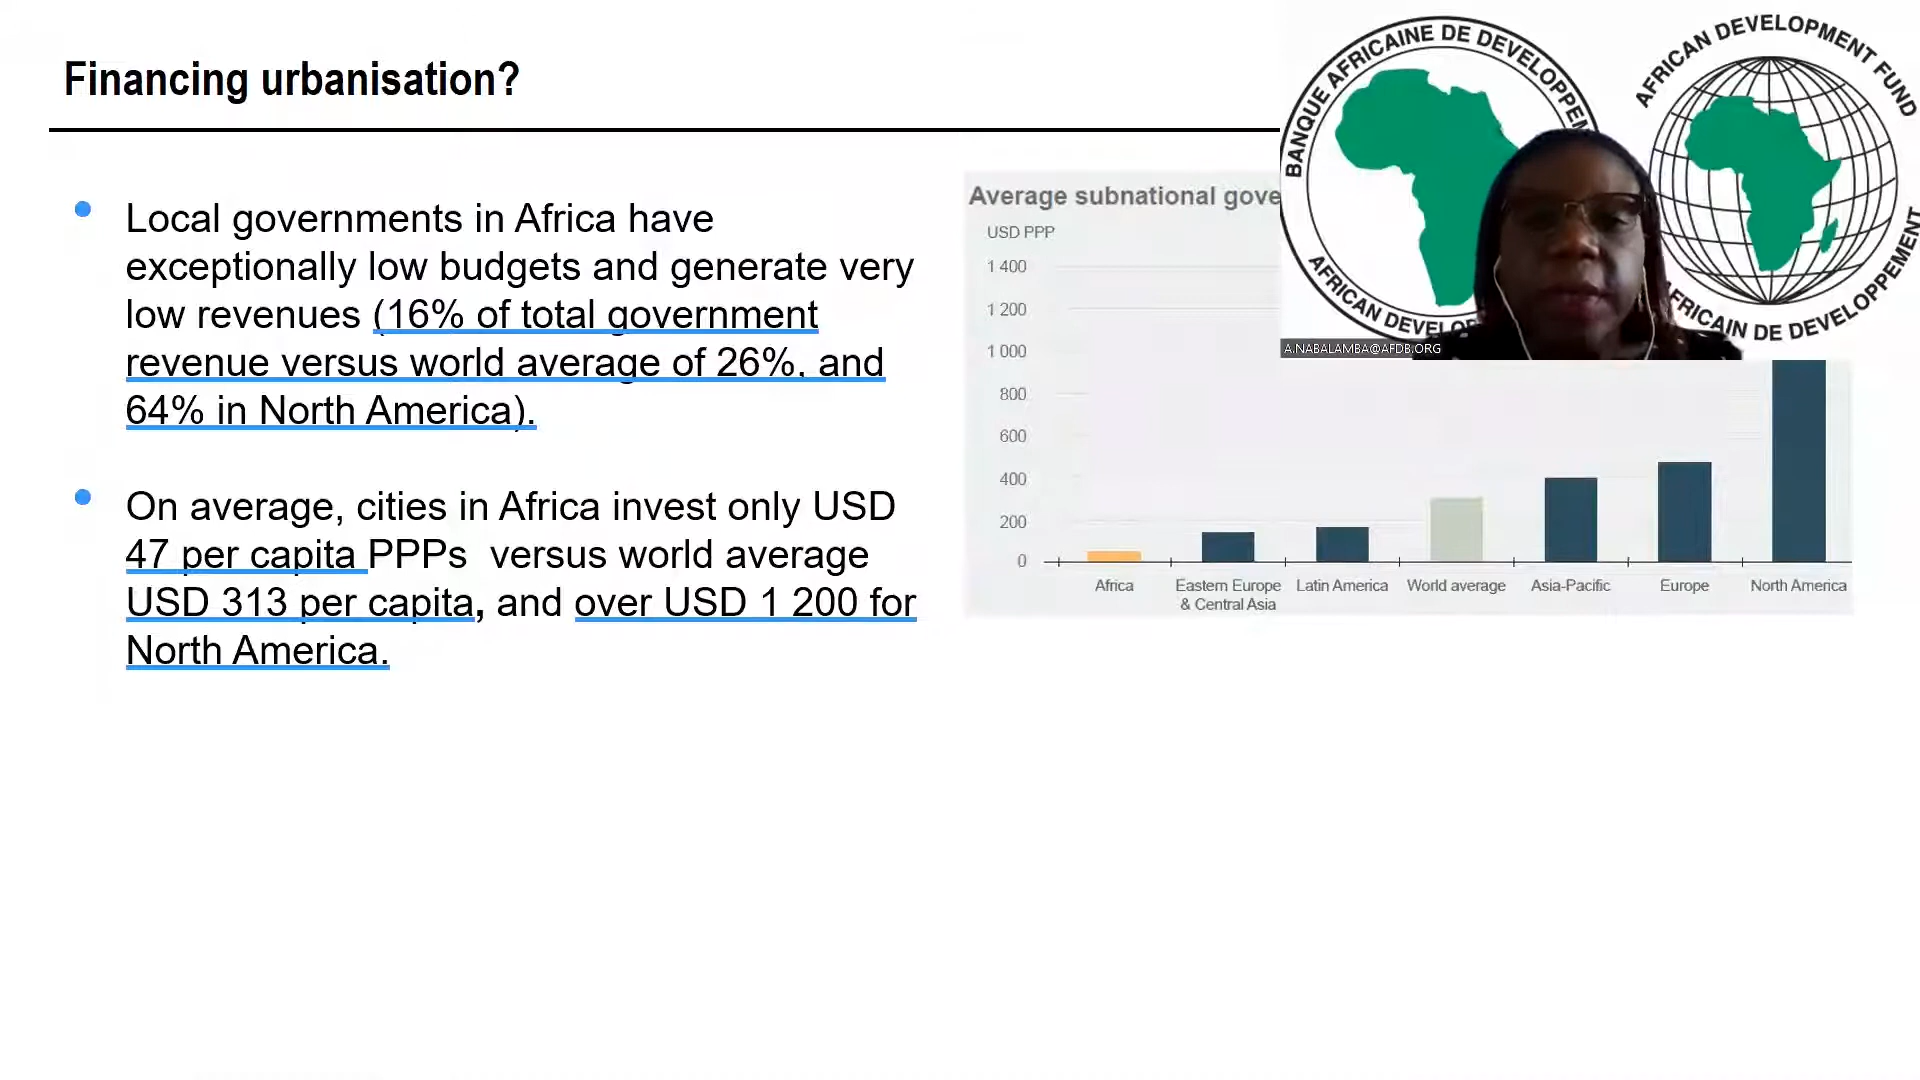 Financing urbanisation?
Local governments in Africa have
exceptionally low budgets and generate very
low revenues (16% of total government
revenue versus world average of 26%, and
64% in North America).
On average, cities in Africa invest only USD
47 per capita PPPs versus world average
USD 313 per capita, and over USD 1 200 for
North America.
Average subnational
USD PPP
1 400
1 200
1 000
800
600
400
200
0
Africa
Eastern Europe
& Central Asia
Latin America
World average
Asia-Pacific
Europe
North America
BANQUE AFRICAINE DE
AFRICAN
AFRICAN DEVELOPMENT FUND
DE DEVELOPPEMENT
A.NABALAMBA@AFDB.ORG